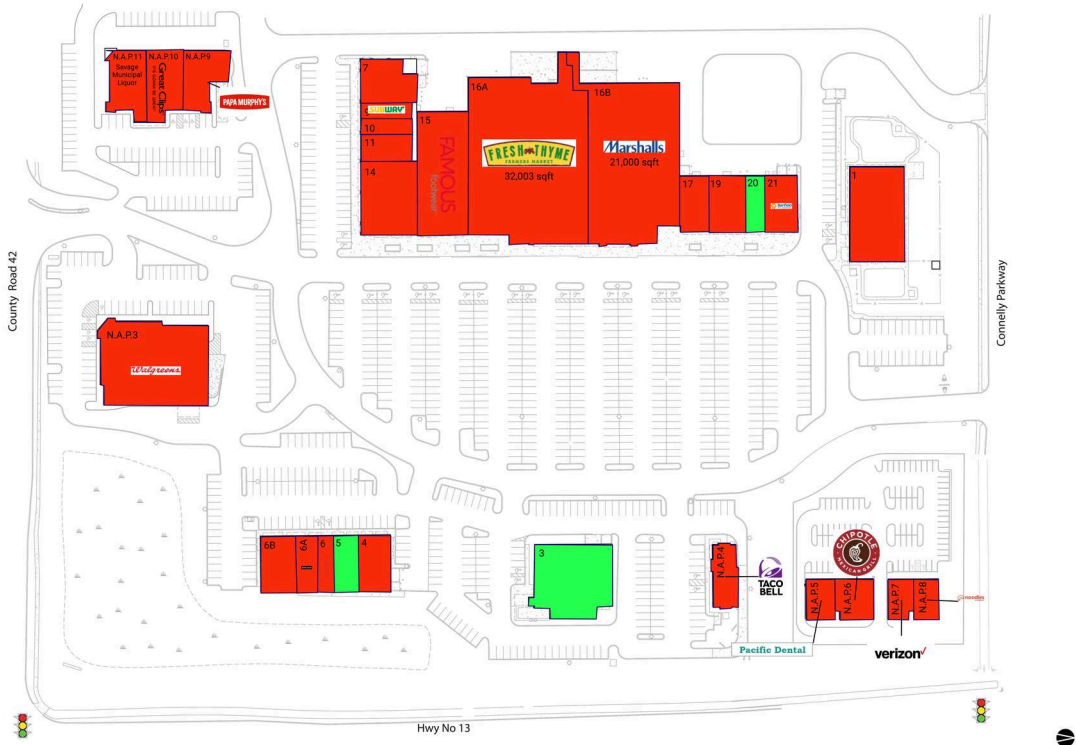 N.A.P.11
N.A.P.10
N.A.P.9
Savage
Municipal
Liquor
Great Clips
PAPA MURPHY'S
7
SUBWAY
10
11
14
15
FAMOUS
footwear
16A
FRESH THYME
FARMERS MARKET
32,003 sqft
16B
Marshalls
21,000 sqft
17
19
20
21
1
County Road 42
Connelly Parkway
N.A.P.3
Walgreens
6B
6A
6
5
4
3
N.A.P.4
TACO
BELL
CHIPOTLE
MEXICAN GRILL
N.A.P.5
N.A.P.6
N.A.P.7
N.A.P.8
noodles
Pacific Dental
verizon
Hwy No 13